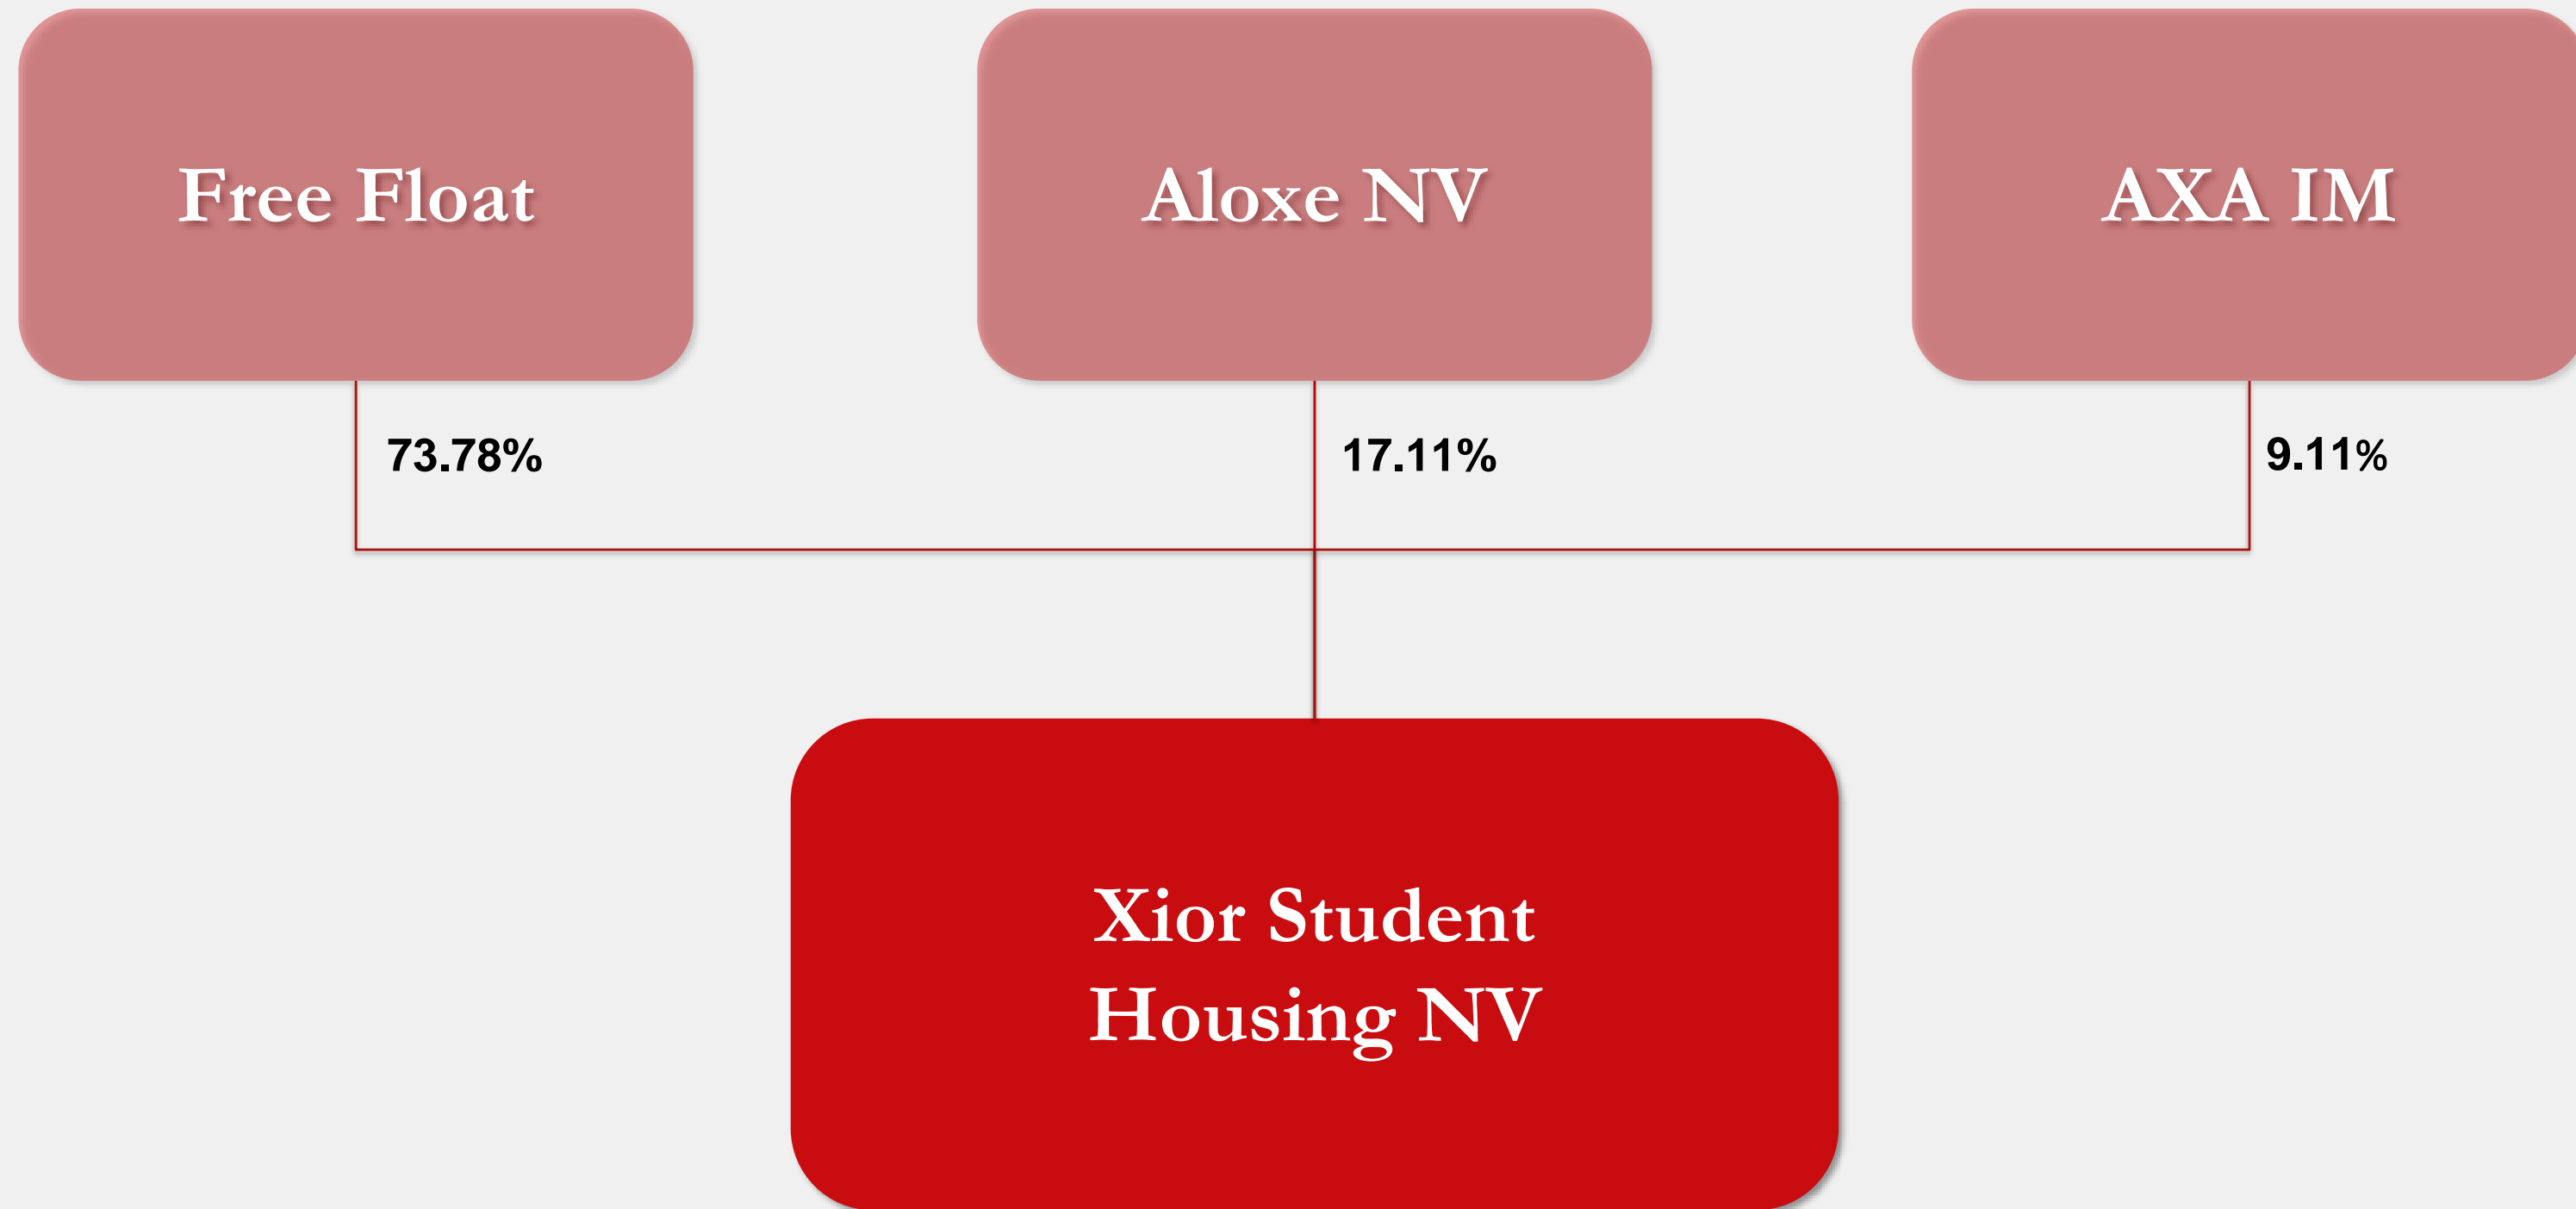 Free Float
Aloxe NV
AXA IM
73.78%
17.11%
9.11%
Xior Student
Housing NV